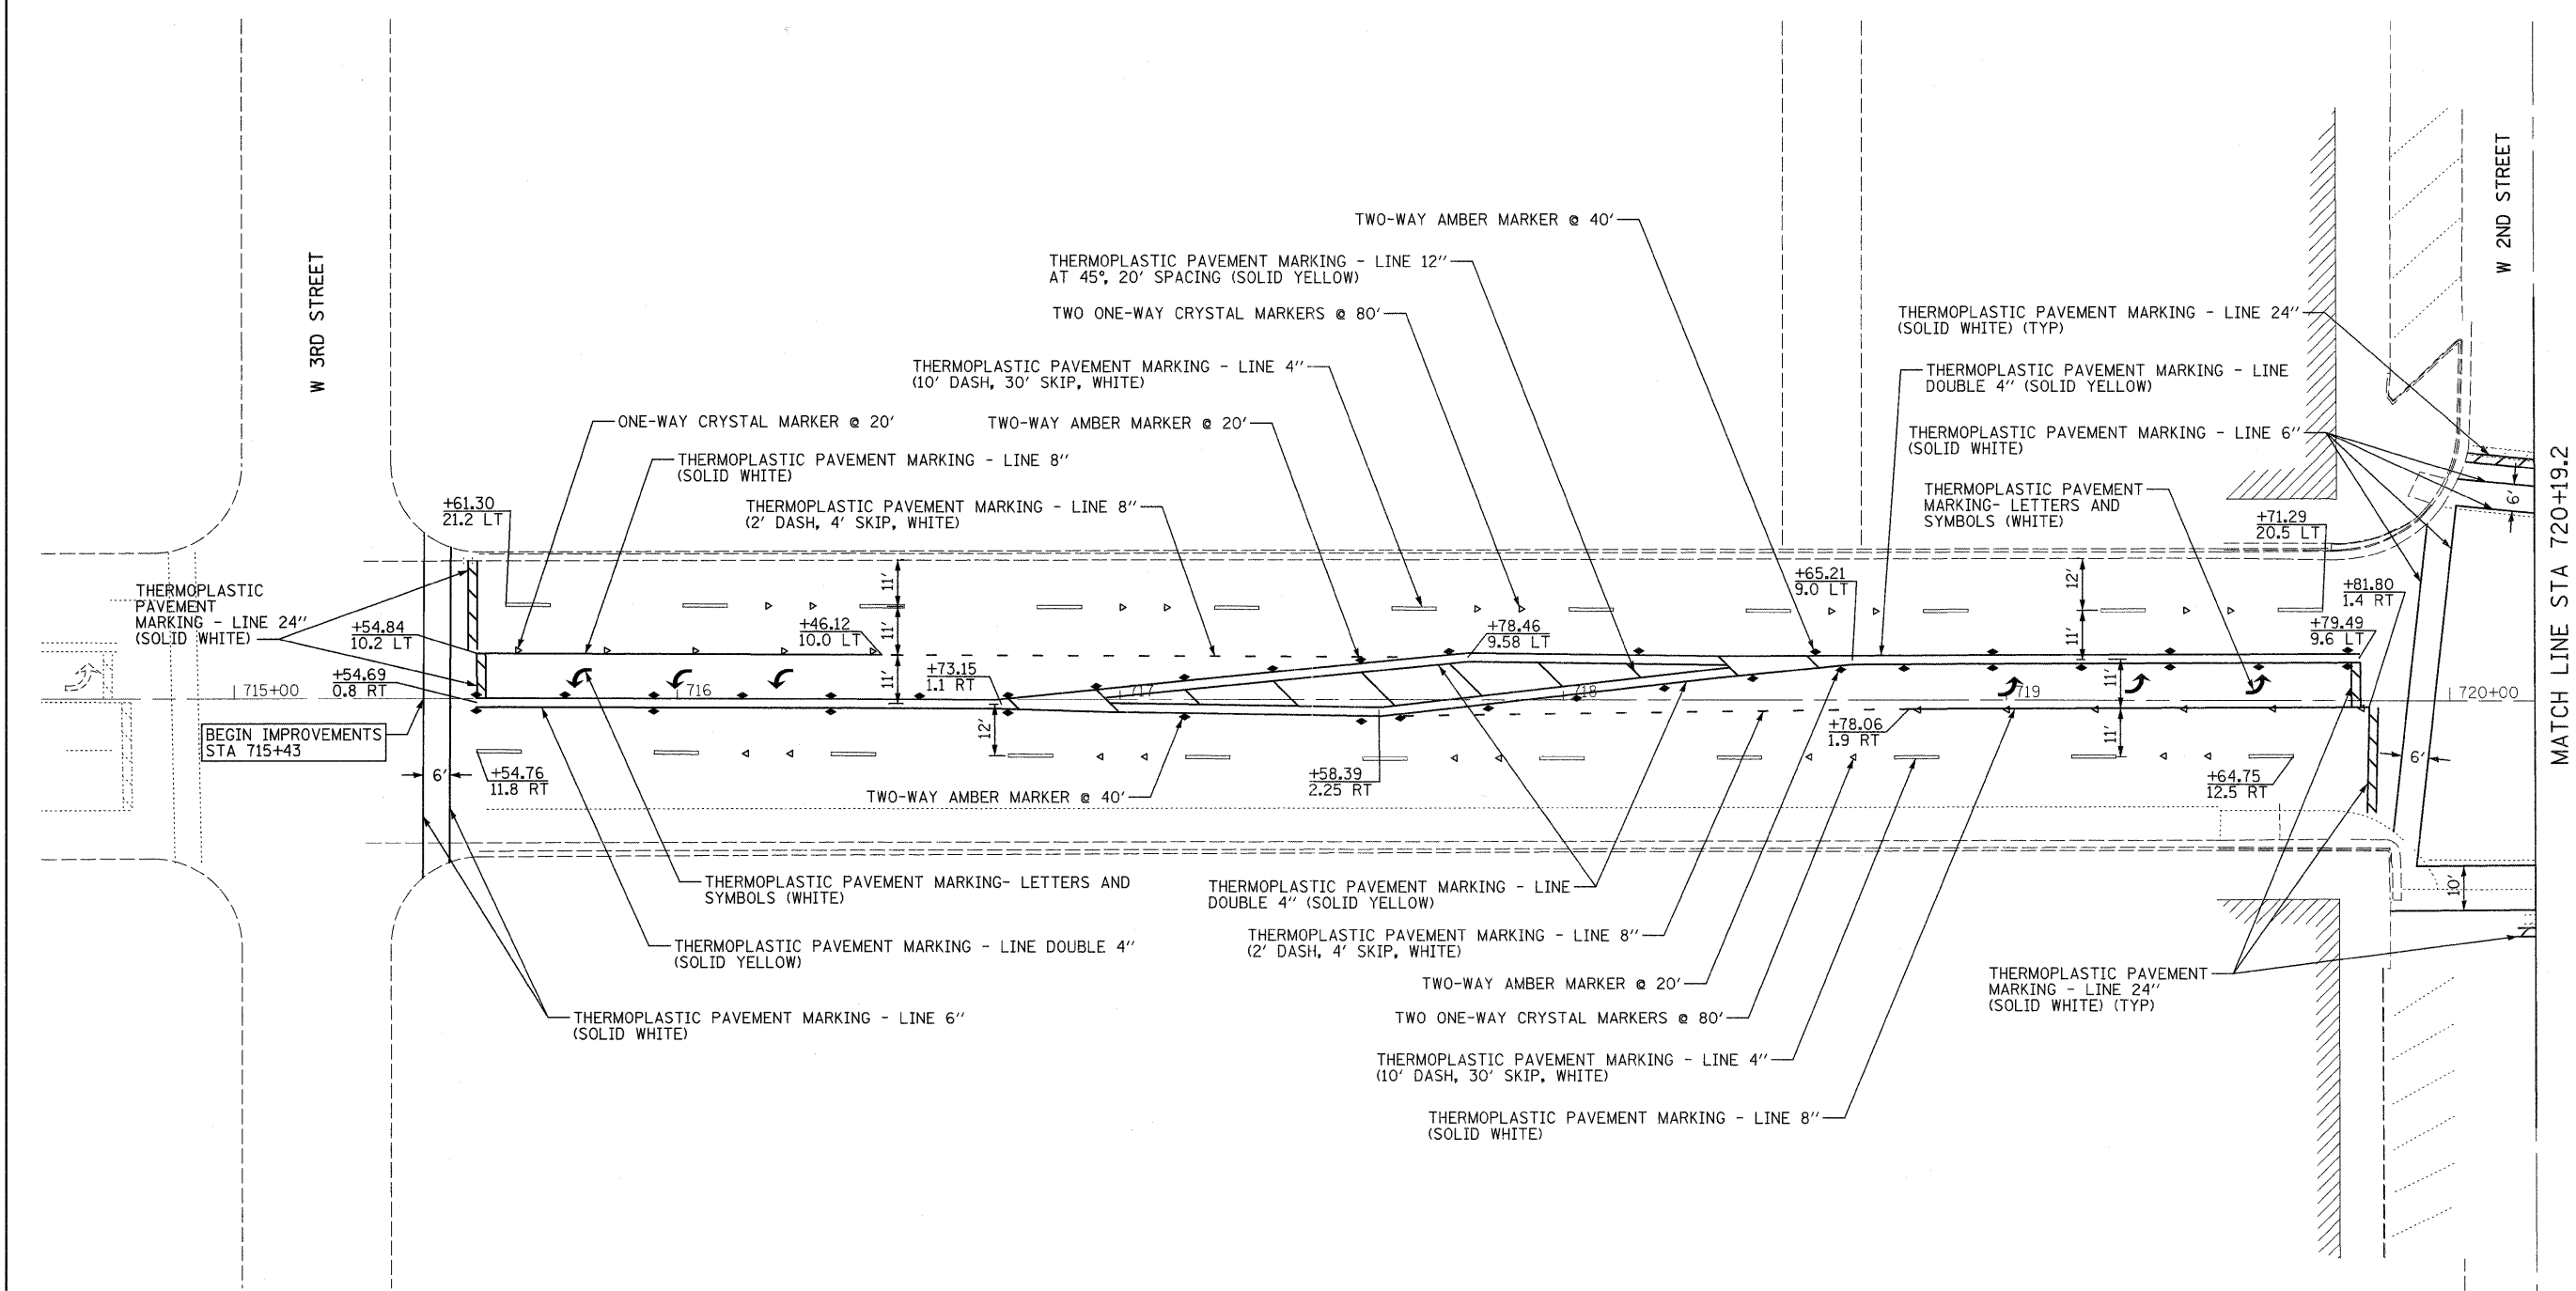 TWO-WAY AMBER MARKER @ 40'
THERMOPLASTIC PAVEMENT MARKING - LINE 12"
AT 45°, 20' SPACING (SOLID YELLOW)
TWO ONE-WAY CRYSTAL MARKERS @ 80'
THERMOPLASTIC PAVEMENT MARKING - LINE 4"
(10' DASH, 30' SKIP, WHITE)
ONE-WAY CRYSTAL MARKER @ 20'
TWO-WAY AMBER MARKER @ 20'
THERMOPLASTIC PAVEMENT MARKING - LINE 8"
(SOLID WHITE)
THERMOPLASTIC PAVEMENT MARKING - LINE 8"
(2' DASH, 4' SKIP, WHITE)
W 3RD STREET
W 2ND STREET
THERMOPLASTIC PAVEMENT MARKING - LINE 24"
(SOLID WHITE) (TYP)
THERMOPLASTIC PAVEMENT MARKING - LINE
DOUBLE 4" (SOLID YELLOW)
THERMOPLASTIC PAVEMENT MARKING - LINE 6"
(SOLID WHITE)
THERMOPLASTIC PAVEMENT
MARKING- LETTERS AND
SYMBOLS (WHITE)
6'
MATCH LINE STA 720+19.2
+61.30
21.2 LT
+71.29
20.5 LT
THERMOPLASTIC
PAVEMENT
MARKING - LINE 24"
(SOLID WHITE)
+54.84
10.2 LT
+54.69
0.8 RT
11'
11'
11'
+46.12
10.0 LT
+73.15
1.1 RT
12'
+78.46
9.58 LT
+65.21
9.0 LT
12'
11'
11'
11'
+81.80
1.4 RT
+79.49
9.6 LT
715+00
716
717
718
719
720+00
BEGIN IMPROVEMENTS
STA 715+43
6'
+54.76
11.8 RT
TWO-WAY AMBER MARKER @ 40'
+58.39
2.25 RT
+78.06
1.9 RT
+64.75
12.5 RT
6'
10'
THERMOPLASTIC PAVEMENT MARKING- LETTERS AND
SYMBOLS (WHITE)
THERMOPLASTIC PAVEMENT MARKING - LINE DOUBLE 4"
(SOLID YELLOW)
THERMOPLASTIC PAVEMENT MARKING - LINE 6"
(SOLID WHITE)
THERMOPLASTIC PAVEMENT MARKING - LINE
DOUBLE 4" (SOLID YELLOW)
THERMOPLASTIC PAVEMENT MARKING - LINE 8"
(2' DASH, 4' SKIP, WHITE)
TWO-WAY AMBER MARKER @ 20'
TWO ONE-WAY CRYSTAL MARKERS @ 80'
THERMOPLASTIC PAVEMENT MARKING - LINE 4"
(10' DASH, 30' SKIP, WHITE)
THERMOPLASTIC PAVEMENT MARKING - LINE 8"
(SOLID WHITE)
THERMOPLASTIC PAVEMENT
MARKING - LINE 24"
(SOLID WHITE) (TYP)